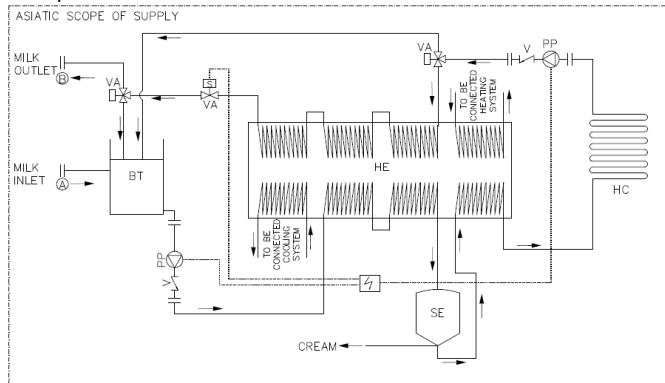 ASIATIC SCOPE OF SUPPLY
MILK
OUTLET
B
VA
VA
S
VA
V
PP
TO BE
CONNECTED
HEATING
SYSTEM
HE
HC
MILK
INLET
A
BT
PP
V
TO BE
CONNECTED
COOLING
SYSTEM
SE
CREAM